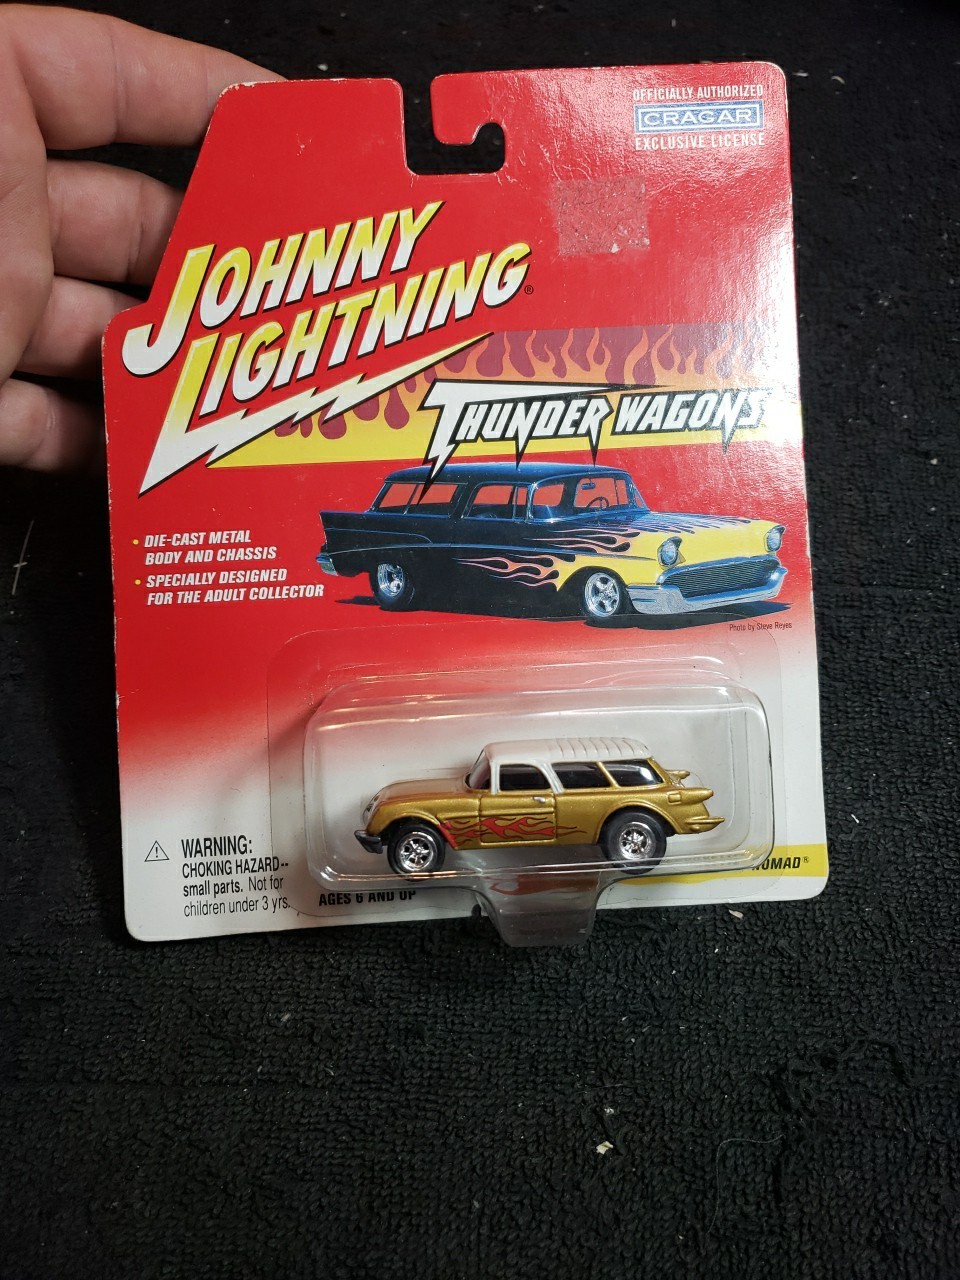 OFFICIALLY AUTHORIZED
CRAGAR
EXCLUSIVE LICENSE
JOHNNY
LIGHTNING®
THUNDER WAGONS
• DIE-CAST METAL
BODY AND CHASSIS
• SPECIALLY DESIGNED
FOR THE ADULT COLLECTOR
Photo by Steve Reyes
WARNING:
CHOKING HAZARD--
small parts. Not for
children under 3 yrs.
AGES 6 AND UP
NOMAD®